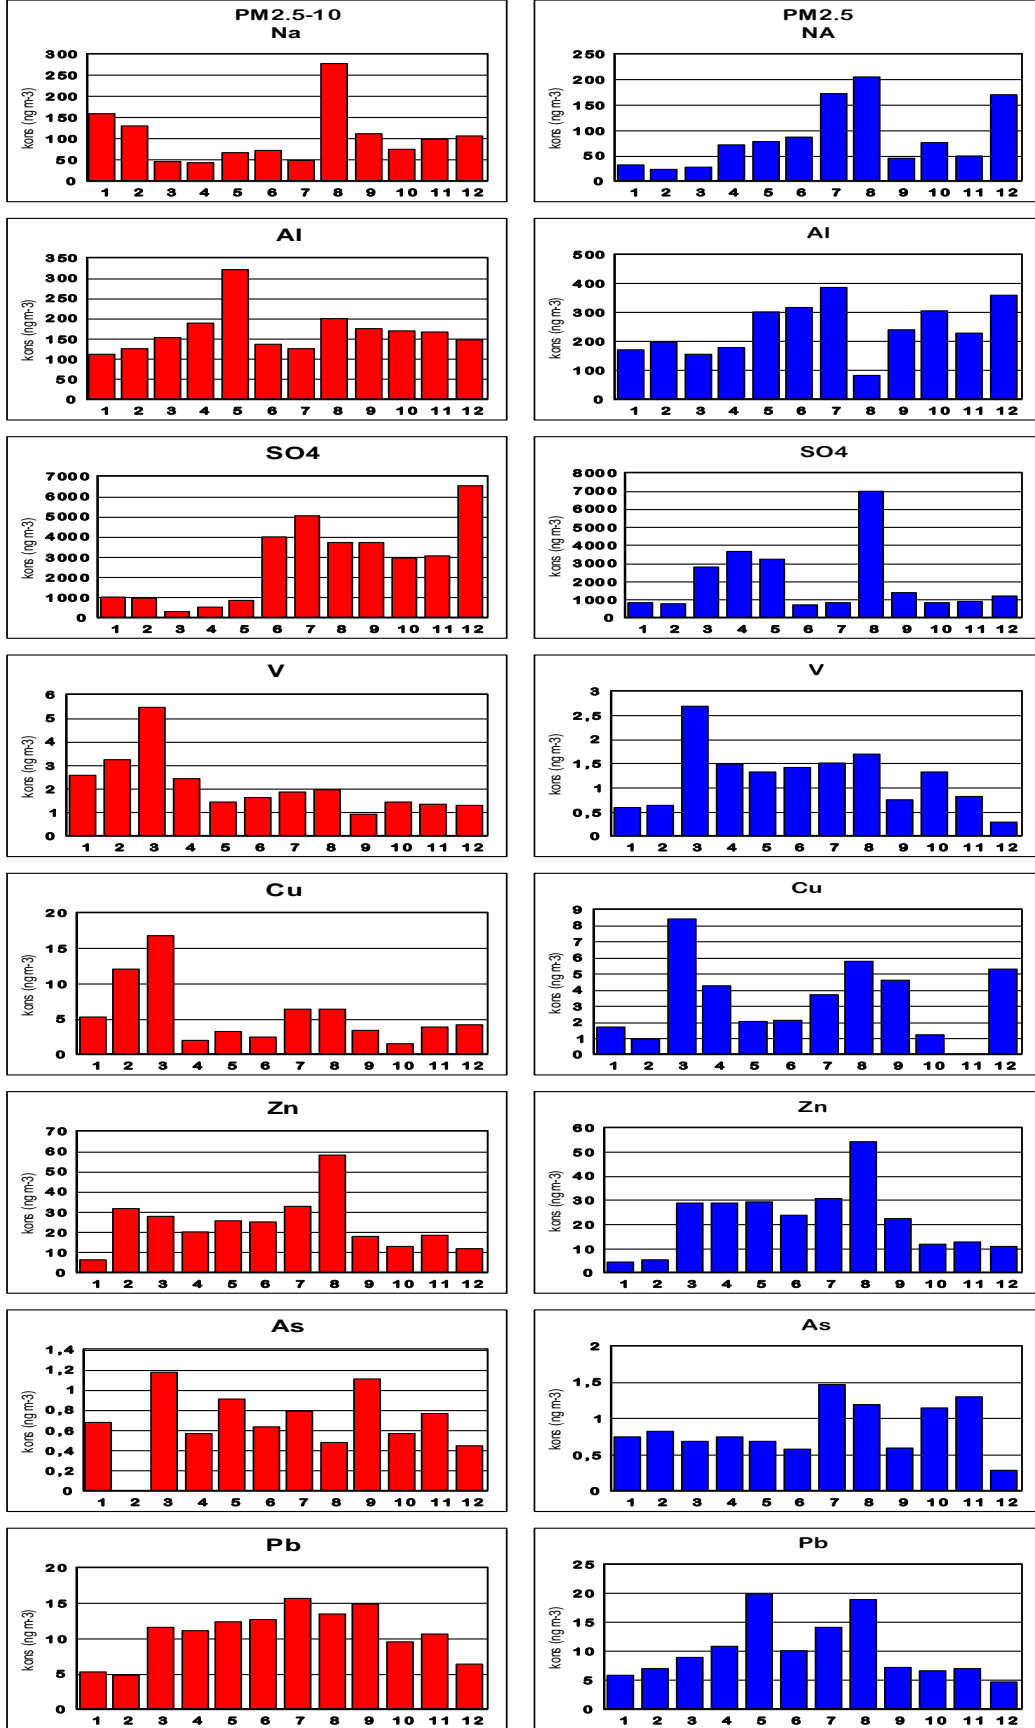 PM2.5-10
Na
kons (ng m-3)
300
250
200
150
100
50
0
1 2 3 4 5 6 7 8 9 10 11 12
PM2.5
NA
kons (ng m-3)
250
200
150
100
50
0
1 2 3 4 5 6 7 8 9 10 11 12
Al
kons (ng m-3)
350
300
250
200
150
100
50
0
1 2 3 4 5 6 7 8 9 10 11 12
Al
kons (ng m-3)
500
400
300
200
100
0
1 2 3 4 5 6 7 8 9 10 11 12
SO4
kons (ng m-3)
7000
6000
5000
4000
3000
2000
1000
0
1 2 3 4 5 6 7 8 9 10 11 12
SO4
kons (ng m-3)
8000
7000
6000
5000
4000
3000
2000
1000
0
1 2 3 4 5 6 7 8 9 10 11 12
V
kons (ng m-3)
6
5
4
3
2
1
0
1 2 3 4 5 6 7 8 9 10 11 12
V
kons (ng m-3)
3
2,5
2
1,5
1
0,5
0
1 2 3 4 5 6 7 8 9 10 11 12
Cu
kons (ng m-3)
20
15
10
5
0
1 2 3 4 5 6 7 8 9 10 11 12
Cu
kons (ng m-3)
9
8
7
6
5
4
3
2
1
0
1 2 3 4 5 6 7 8 9 10 11 12
Zn
kons (ng m-3)
70
60
50
40
30
20
10
0
1 2 3 4 5 6 7 8 9 10 11 12
Zn
kons (ng m-3)
60
50
40
30
20
10
0
1 2 3 4 5 6 7 8 9 10 11 12
As
kons (ng m-3)
1,4
1,2
1
0,8
0,6
0,4
0,2
0
1 2 3 4 5 6 7 8 9 10 11 12
As
kons (ng m-3)
2
1,5
1
0,5
0
1 2 3 4 5 6 7 8 9 10 11 12
Pb
kons (ng m-3)
20
15
10
5
0
1 2 3 4 5 6 7 8 9 10 11 12
Pb
kons (ng m-3)
25
20
15
10
5
0
1 2 3 4 5 6 7 8 9 10 11 12